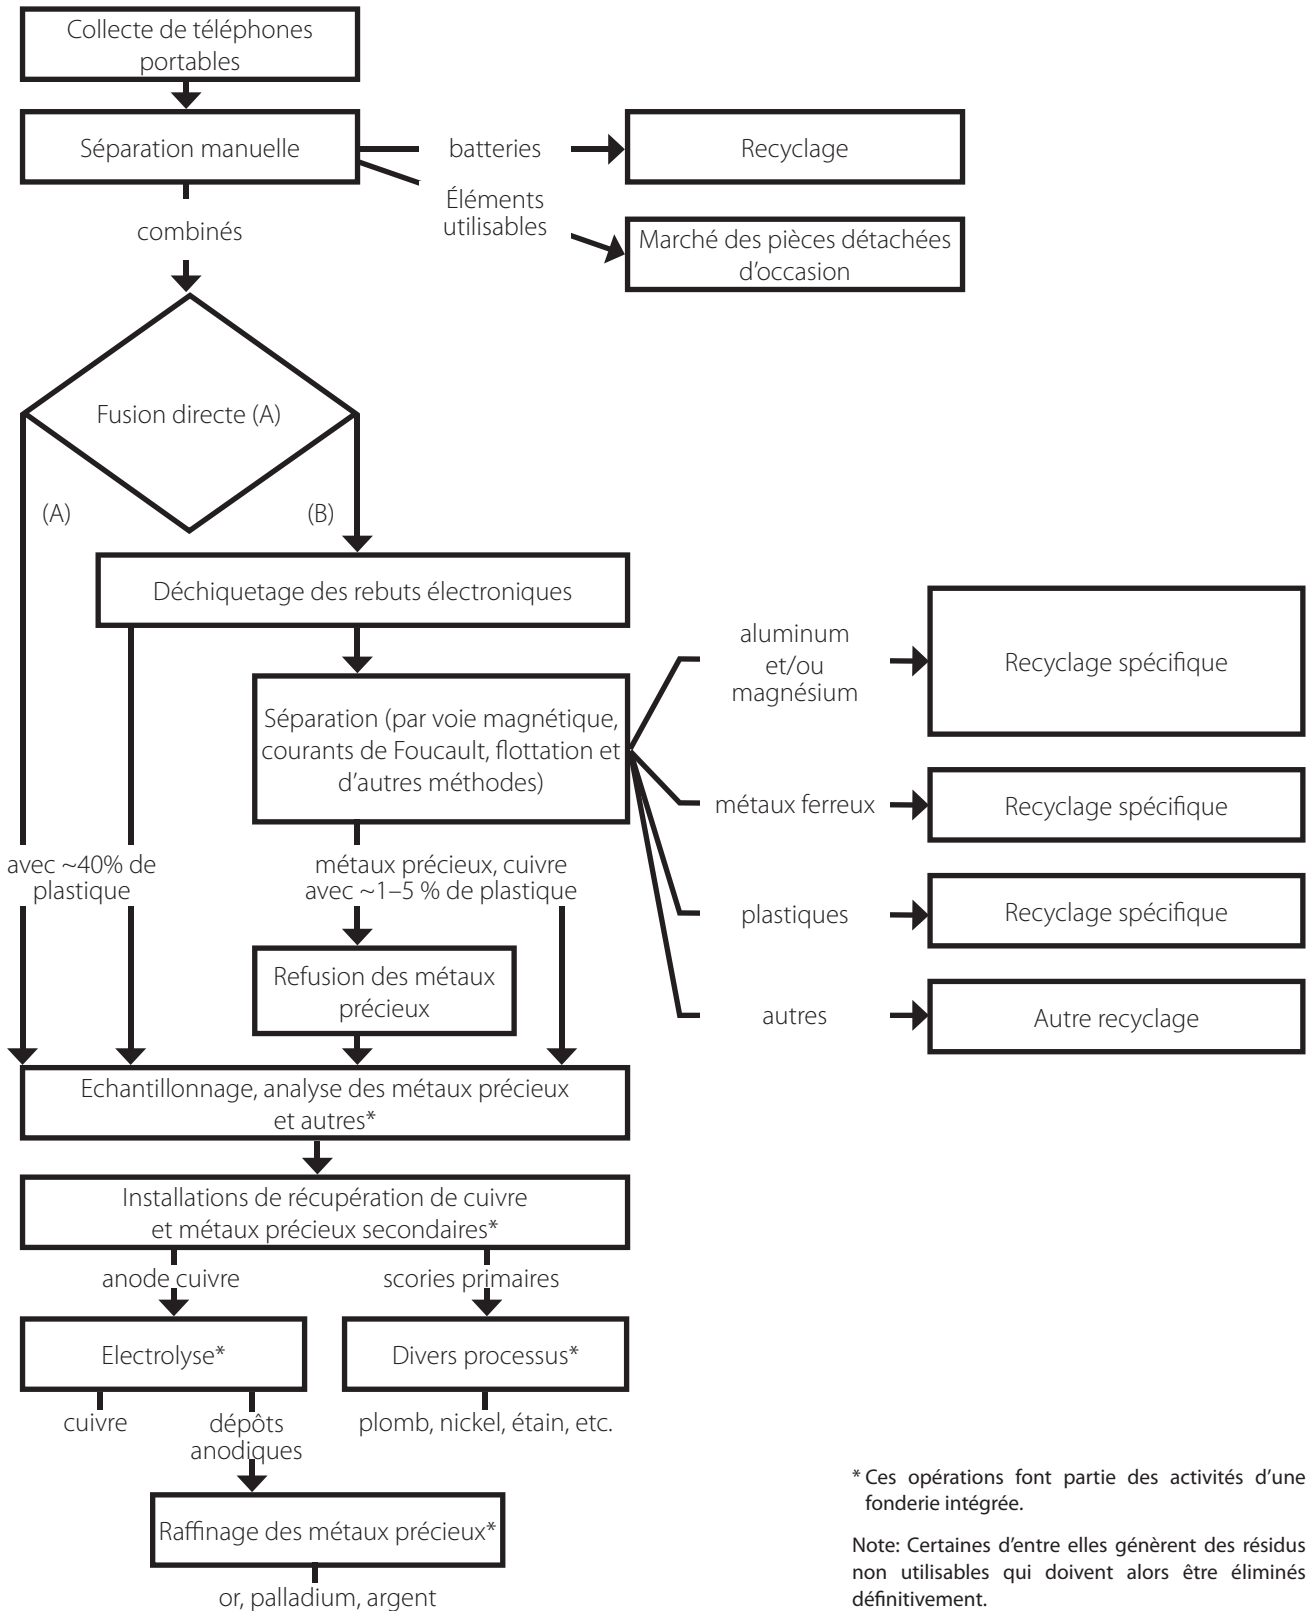 Collecte de téléphones
portables
Séparation manuelle
batteries
Recyclage
Éléments
utilisables
Marché des pièces détachées
d'occasion
combinés
Fusion directe (A)
(A)
(B)
Déchiquetage des rebuts électroniques
aluminum
et/ou
magnésium
Recyclage spécifique
Séparation (par voie magnétique,
courants de Foucault, flottation et
d'autres méthodes)
métaux ferreux
Recyclage spécifique
avec ~40% de
plastique
métaux précieux, cuivre
avec ~1–5 % de plastique
plastiques
Recyclage spécifique
Refusion des métaux
précieux
autres
Autre recyclage
Echantillonnage, analyse des métaux précieux
et autres*
Installations de récupération de cuivre
et métaux précieux secondaires*
anode cuivre
scories primaires
Electrolyse*
Divers processus*
cuivre
dépôts
anodiques
plomb, nickel, étain, etc.
Raffinage des métaux précieux*
or, palladium, argent
* Ces opérations font partie des activités d'une
fonderie intégrée.
Note: Certaines d'entre elles génèrent des résidus
non utilisables qui doivent alors être éliminés
définitivement.